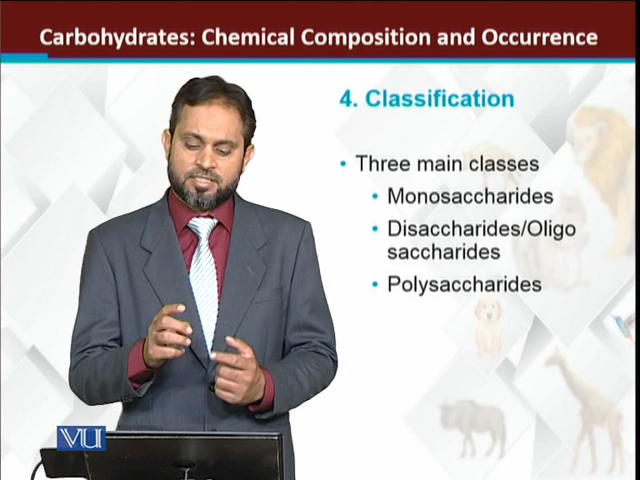 Carbohydrates: Chemical Composition and Occurrence
4. Classification
• Three main classes
• Monosaccharides
• Disaccharides/Oligo
saccharides
• Polysaccharides
VU